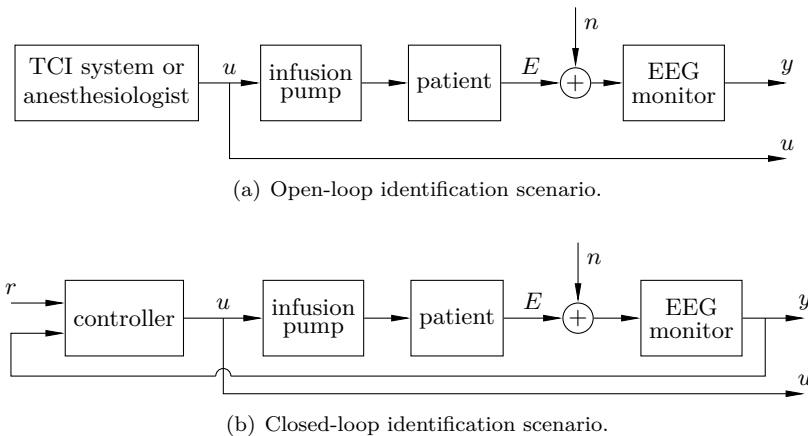 n
TCI system or
anesthesiologist
u
infusion
pump
patient
E
+
EEG
monitor
y
u
(a) Open-loop identification scenario.
n
r
controller
u
infusion
pump
patient
E
+
EEG
monitor
y
u
(b) Closed-loop identification scenario.